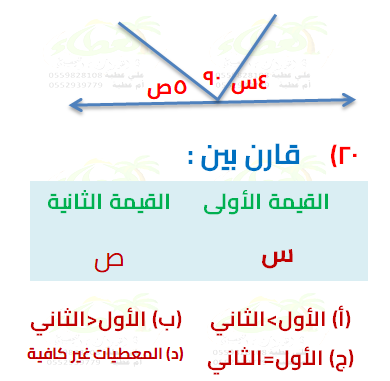 ٤س ٩٠ ٥ص
٢٠) قارن بين :
القيمة الأولى القيمة الثانية
س ص
(أ) الأول>الثاني (ب) الأول<الثاني
(ج) الأول=الثاني (د) المعطيات غير كافية